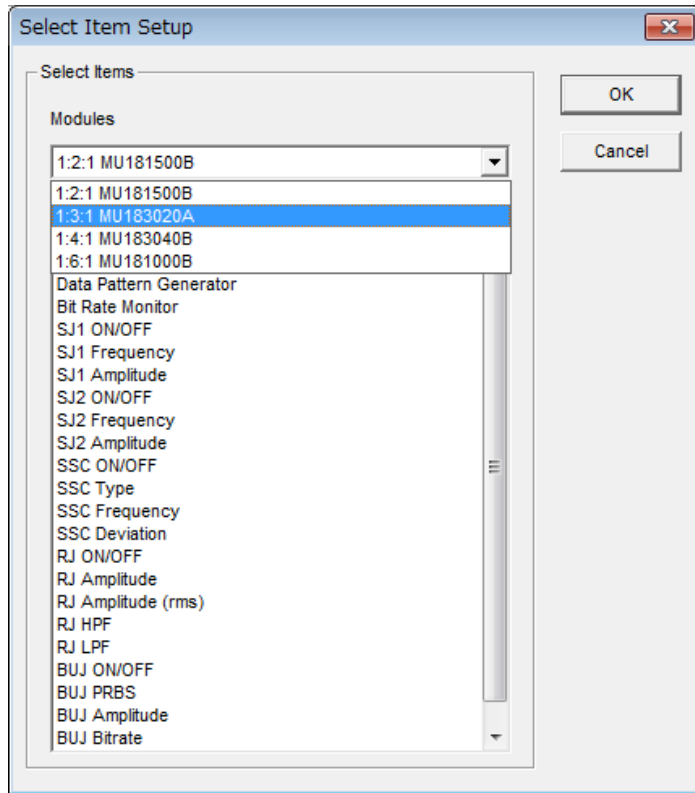 Select Item Setup
Select Items
OK
Modules
Cancel
1:2:1 MU181500B
1:2:1 MU181500B
1:3:1 MU183020A
1:4:1 MU183040B
1:6:1 MU181000B
Data Pattern Generator
Bit Rate Monitor
SJ1 ON/OFF
SJ1 Frequency
SJ1 Amplitude
SJ2 ON/OFF
SJ2 Frequency
SJ2 Amplitude
SSC ON/OFF
SSC Type
SSC Frequency
SSC Deviation
RJ ON/OFF
RJ Amplitude
RJ Amplitude (rms)
RJ HPF
RJ LPF
BUJ ON/OFF
BUJ PRBS
BUJ Amplitude
BUJ Bitrate